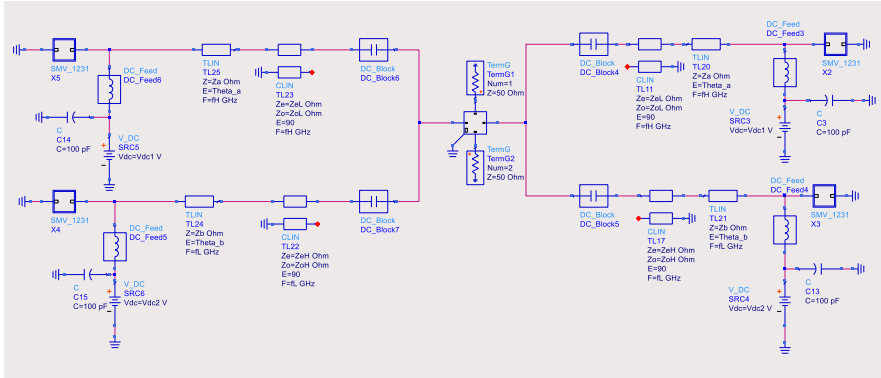 SMV_1231
X5
DC_Feed
DC_Feed6
C
C14
C=100 pF
V_DC
SRC5
Vdc=Vdc1 V
TLIN
TL25
Z=Za Ohm
E=Theta_a
F=fH GHz
CLIN
TL23
Ze=ZeL Ohm
Zo=ZoL Ohm
E=90
F=fH GHz
DC_Block
DC_Block6
TermG
TermG1
Num=1
Z=50 Ohm
TermG
TermG2
Num=2
Z=50 Ohm
DC_Block
DC_Block4
CLIN
TL11
Ze=ZeL Ohm
Zo=ZoL Ohm
E=90
F=fH GHz
TLIN
TL20
Z=Za Ohm
E=Theta_a
F=fH GHz
DC_Feed
DC_Feed3
SMV_1231
X2
V_DC
SRC3
Vdc=Vdc1 V
C
C3
C=100 pF
SMV_1231
X4
DC_Feed
DC_Feed5
C
C15
C=100 pF
V_DC
SRC6
Vdc=Vdc2 V
TLIN
TL24
Z=Zb Ohm
E=Theta_b
F=fL GHz
CLIN
TL22
Ze=ZeH Ohm
Zo=ZoH Ohm
E=90
F=fL GHz
DC_Block
DC_Block7
DC_Block
DC_Block5
CLIN
TL17
Ze=ZeH Ohm
Zo=ZoH Ohm
E=90
F=fL GHz
TLIN
TL21
Z=Zb Ohm
E=Theta_b
F=fL GHz
DC_Feed
DC_Feed4
SMV_1231
X3
V_DC
SRC4
Vdc=Vdc2 V
C
C13
C=100 pF